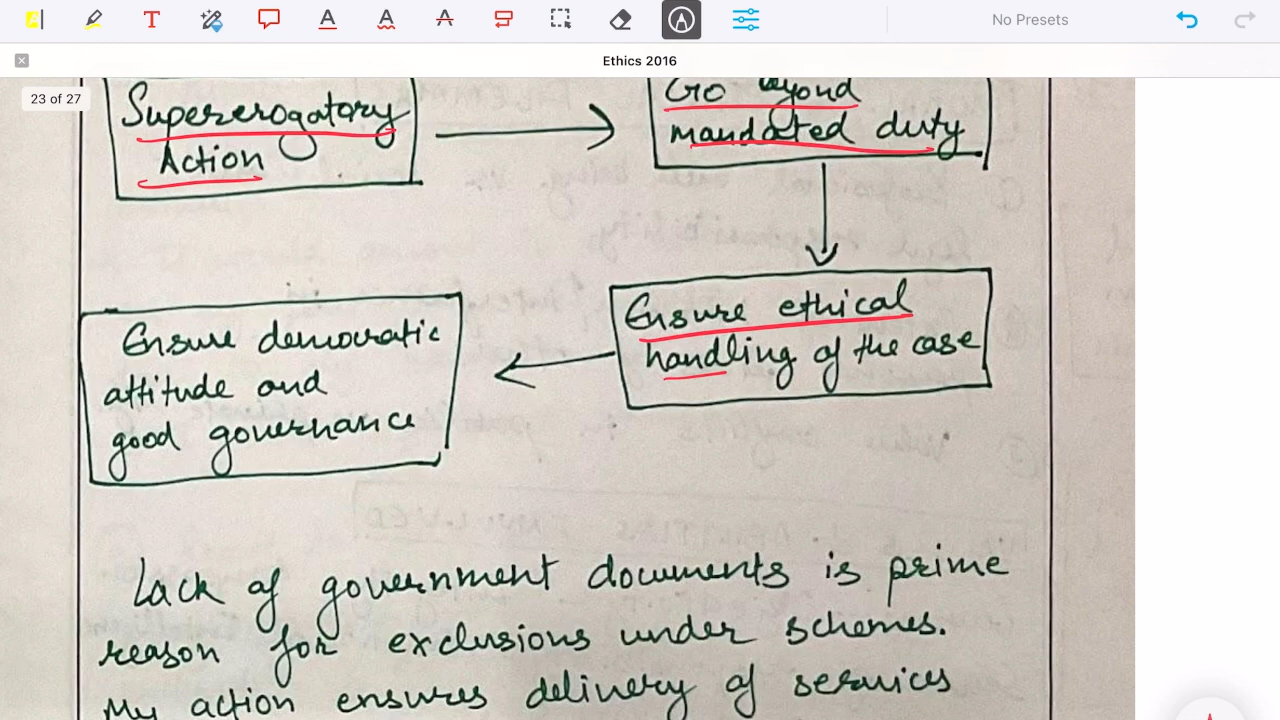 No Presets
Ethics 2016
23 of 27
Supererogatory
Action
Go beyond
mandated duty
Ensure ethical
handling of the case
Ensure democratic
attitude and
good governance
Lack of government documents is prime
reason for exclusions under schemes.
My action ensures delivery of services